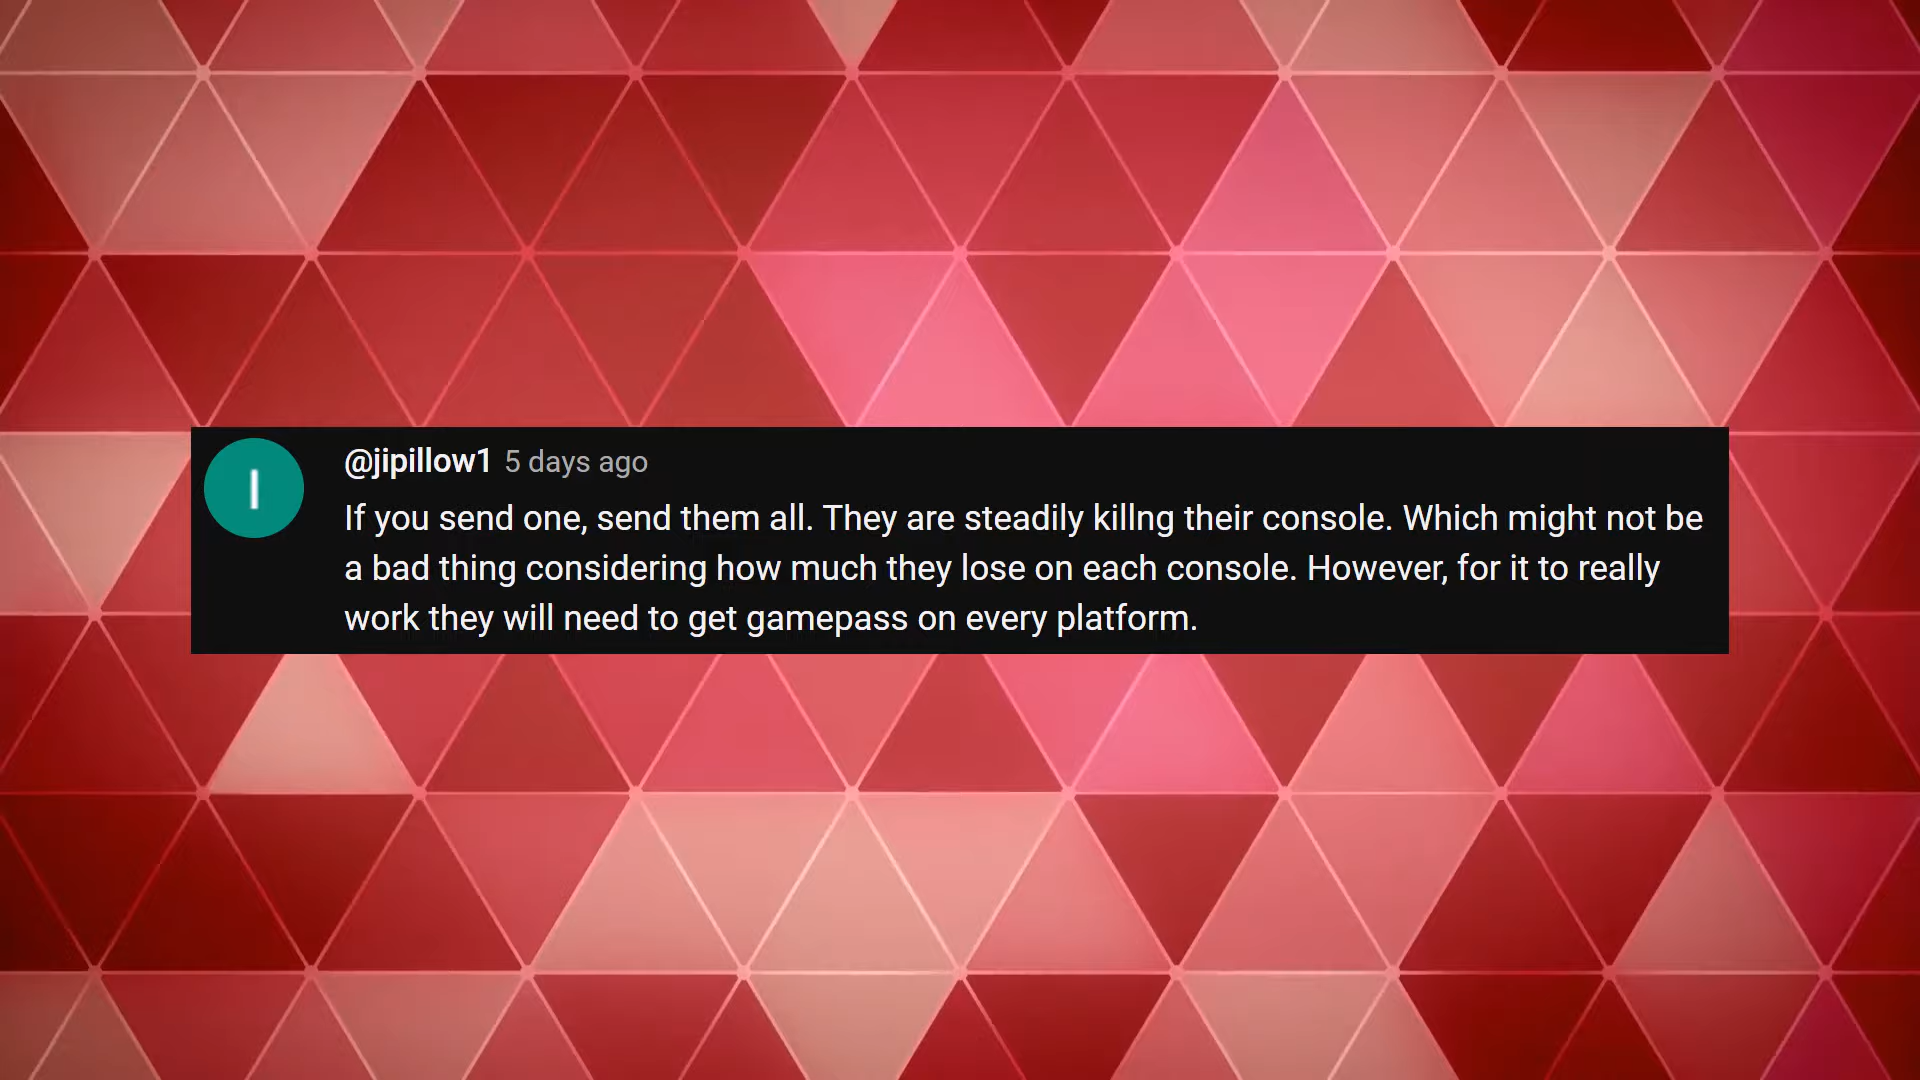 I
@jipillow1 5 days ago
If you send one, send them all. They are steadily killng their console. Which might not be
a bad thing considering how much they lose on each console. However, for it to really
work they will need to get gamepass on every platform.